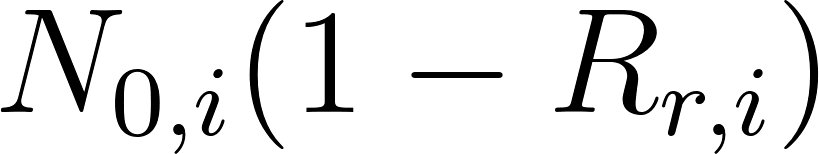 $N_{0,i}(1 - R_{r,i})$